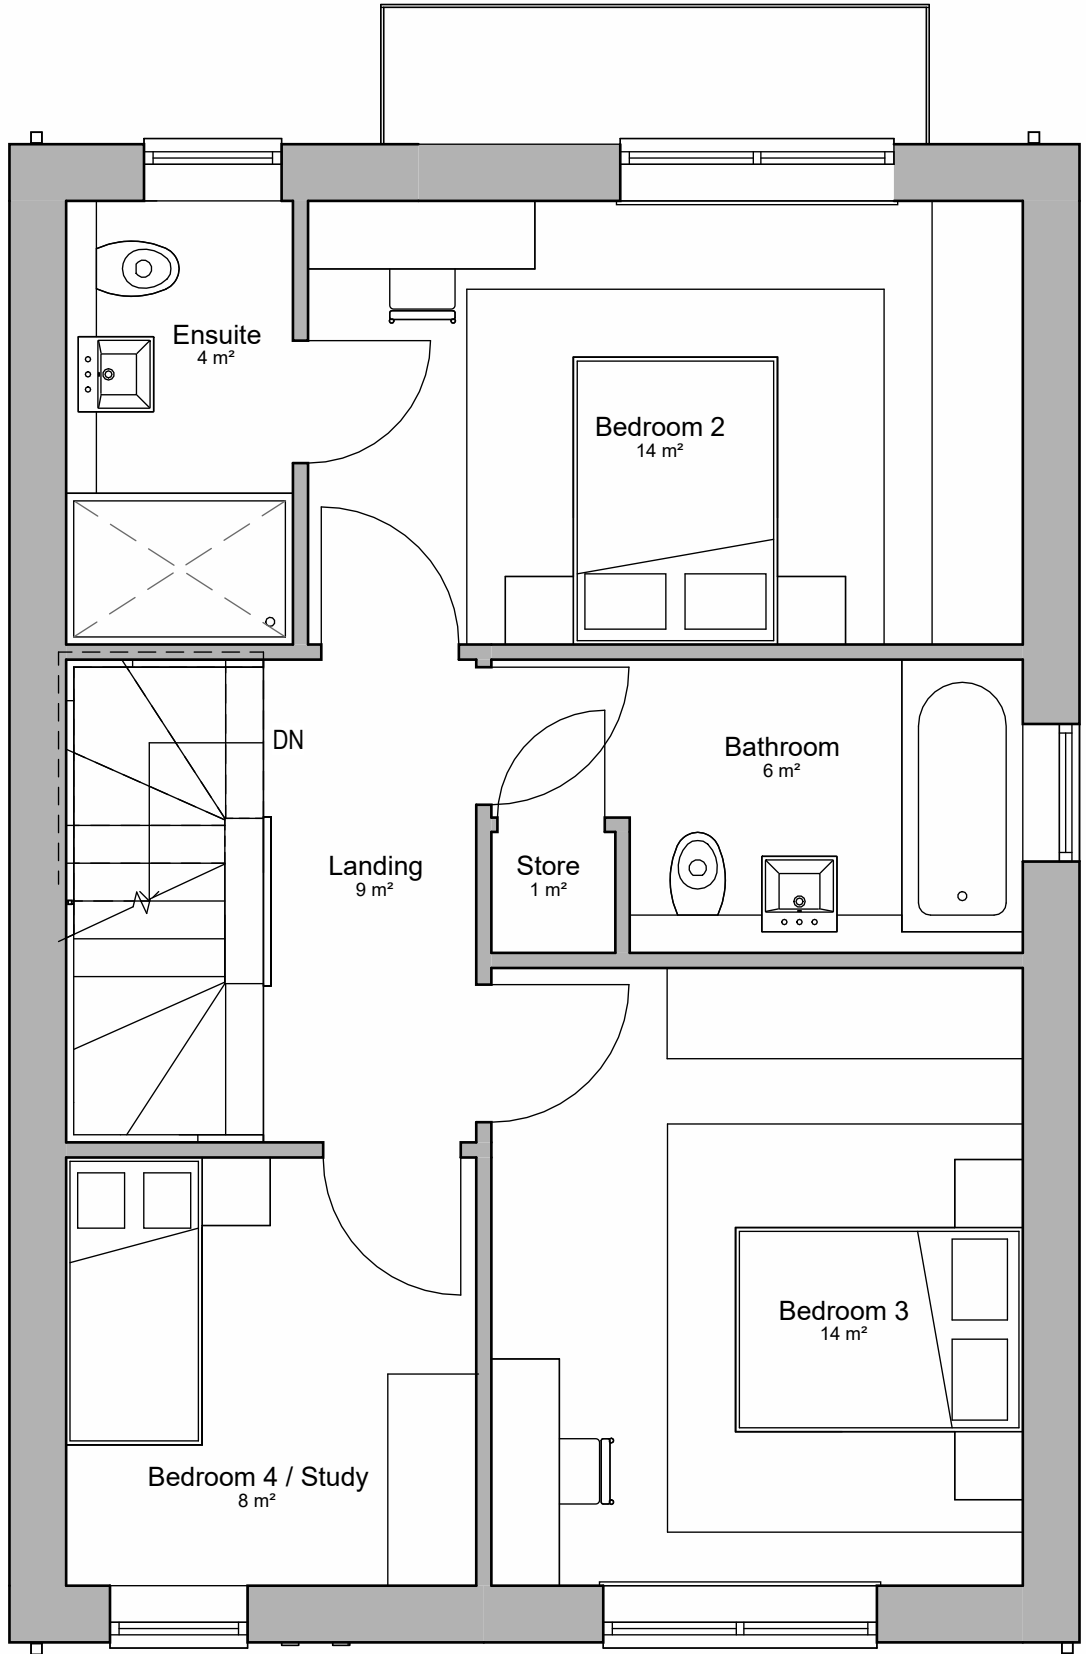 Ensuite
4 m²
Bedroom 2
14 m²
DN
Bathroom
6 m²
Landing
9 m²
Store
1 m²
Bedroom 3
14 m²
Bedroom 4 / Study
8 m²